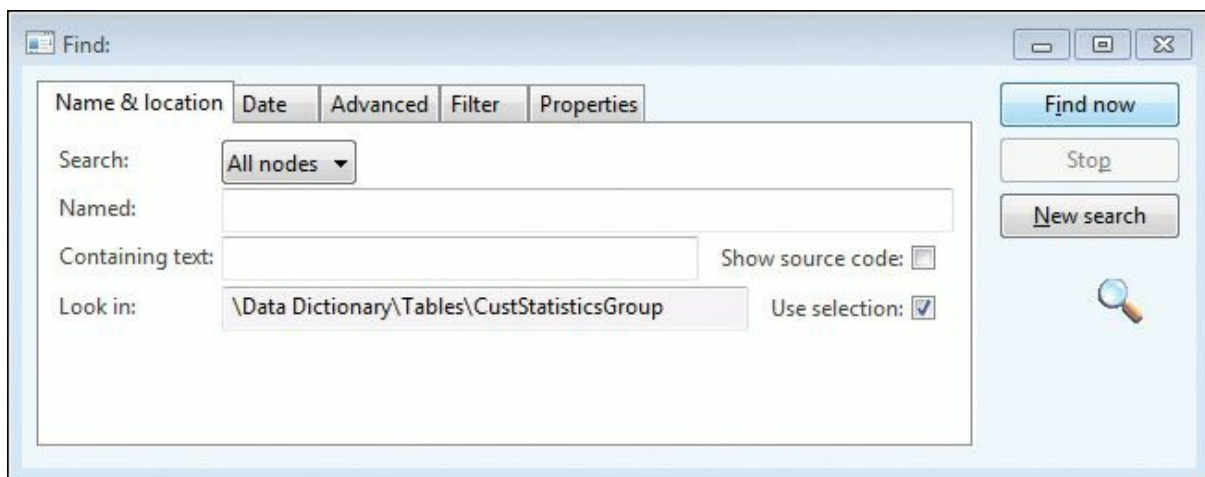 Find:
Name & location Date Advanced Filter Properties
Find now
Search: All nodes
Stop
Named:
New search
Containing text: Show source code:
Look in: \Data Dictionary\Tables\CustStatisticsGroup Use selection: